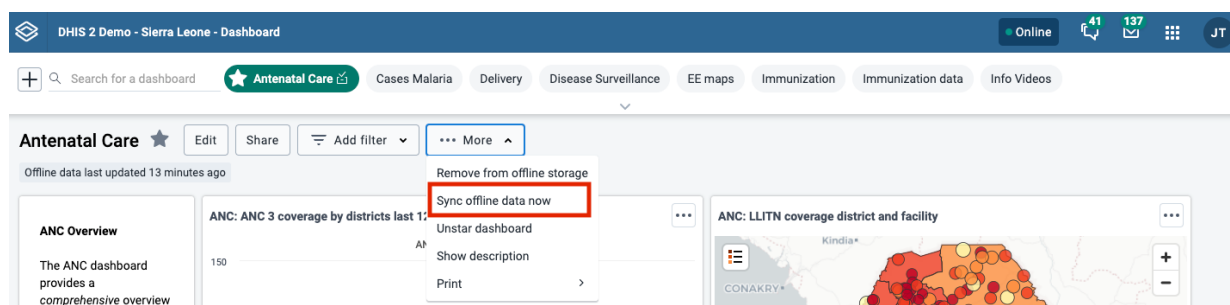 DHIS 2 Demo - Sierra Leone - Dashboard
Online
41
137
JT
Search for a dashboard
Antenatal Care
Cases Malaria
Delivery
Disease Surveillance
EE maps
Immunization
Immunization data
Info Videos
Antenatal Care
Edit
Share
Add filter
More
Offline data last updated 13 minutes ago
Remove from offline storage
Sync offline data now
Unstar dashboard
Show description
Print
ANC Overview
The ANC dashboard
provides a
comprehensive overview
ANC: ANC 3 coverage by districts last 12
150
ANC: LLITN coverage district and facility
Kindia
CONAKRY
+
−